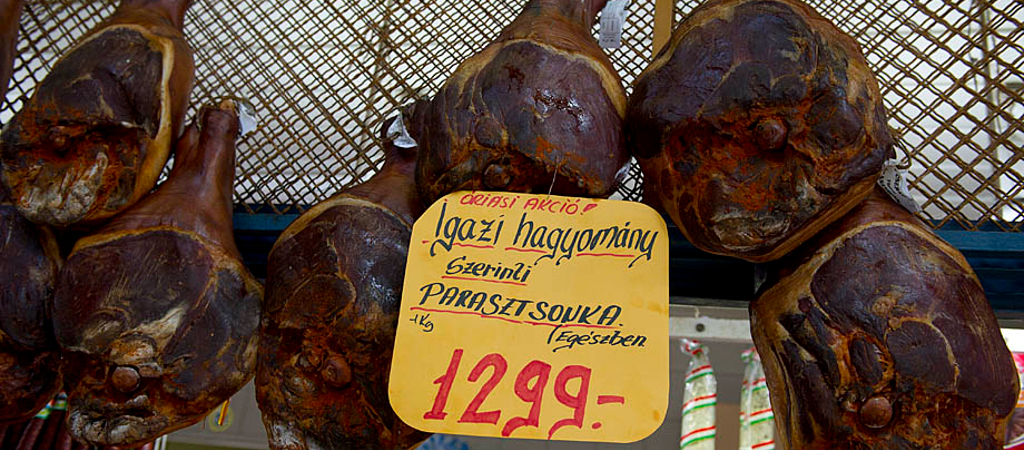 ÓRIÁSI AKCIÓ!
Igazi hagyomány
Szerinti
PARASZTSONKA
1Kg
(Egészben
1299.-